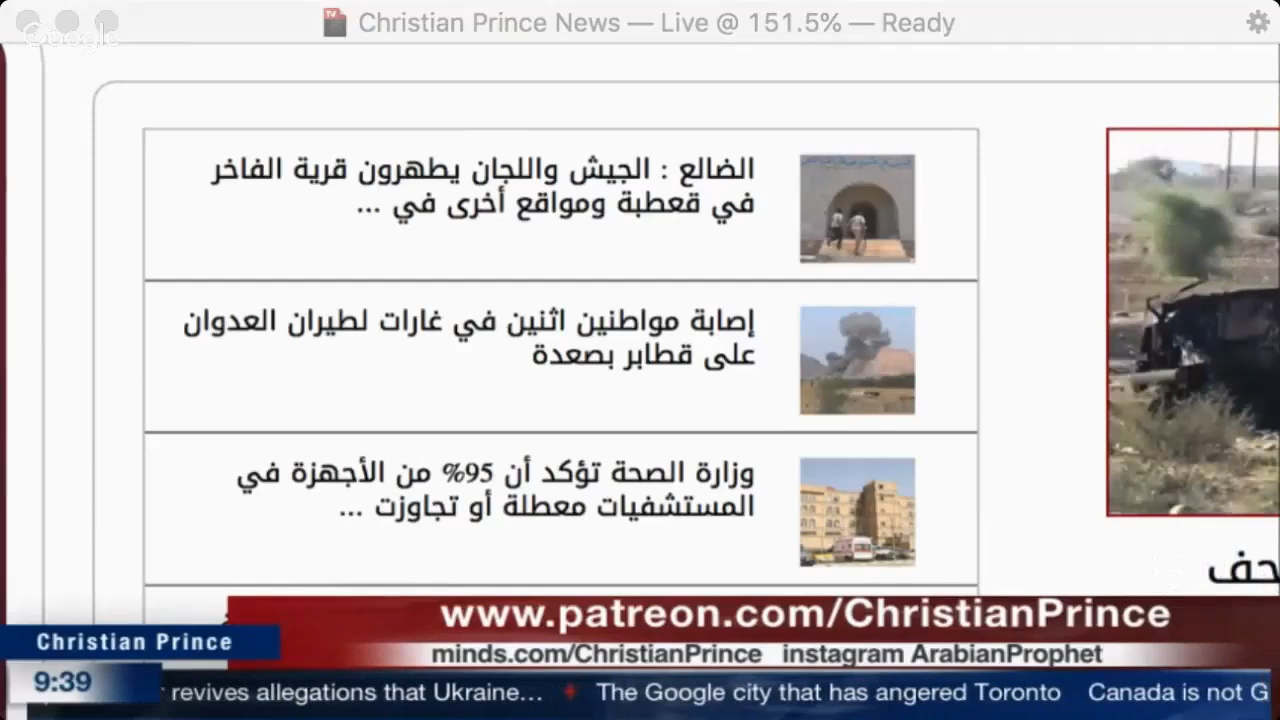 Christian Prince News — Live @ 151.5% — Ready
Google
الضالع : الجيش واللجان يطهرون قرية الفاخر
في قعطبة ومواقع أخرى في ...
إصابة مواطنين اثنين في غارات لطيران العدوان
على قطابر بصعدة
وزارة الصحة تؤكد أن 95% من الأجهزة في
المستشفيات معطلة أو تجاوزت ...
حف
www.patreon.com/ChristianPrince
Christian Prince
minds.com/ChristianPrince instagram ArabianProphet
9:39
revives allegations that Ukraine... The Google city that has angered Toronto Canada is not G